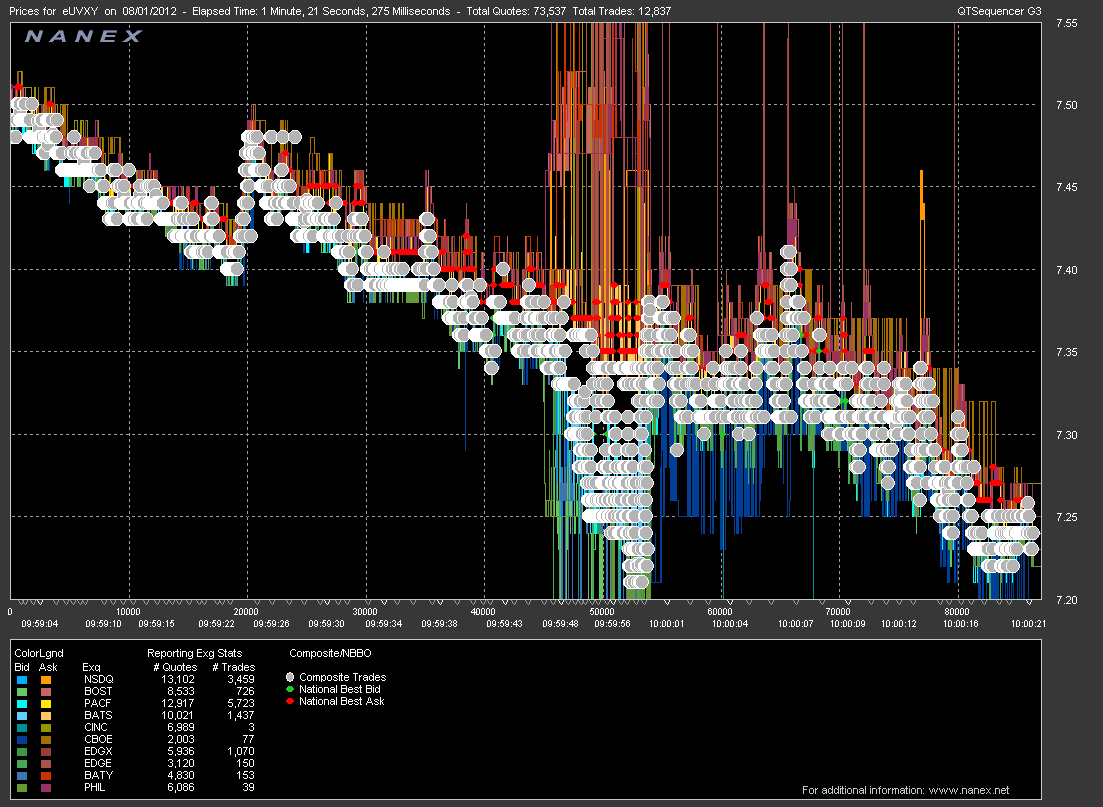 Prices for eUVXY on 08/01/2012 - Elapsed Time: 1 Minute, 21 Seconds, 275 Milliseconds - Total Quotes: 73,537 Total Trades: 12,837 QTSequencer G3
NANEX
7.55
7.50
7.45
7.40
7.35
7.30
7.25
7.20
0 10000 20000 30000 40000 50000 60000 70000 80000
09:59:04 09:59:10 09:59:15 09:59:22 09:59:26 09:59:30 09:59:34 09:59:38 09:59:43 09:59:48 09:59:56 10:00:01 10:00:04 10:00:07 10:00:09 10:00:12 10:00:16 10:00:21
ColorLgnd Reporting Exg Stats Composite/NBBO
Bid Ask Exg # Quotes # Trades
NSDQ 13,102 3,459
BOST 8,533 726
PACF 12,917 5,723
BATS 10,021 1,437
CINC 6,989 3
CBOE 2,003 77
EDGX 5,936 1,070
EDGE 3,120 150
BATY 4,830 153
PHIL 6,086 39
Composite Trades
National Best Bid
National Best Ask
For additional information: www.nanex.net